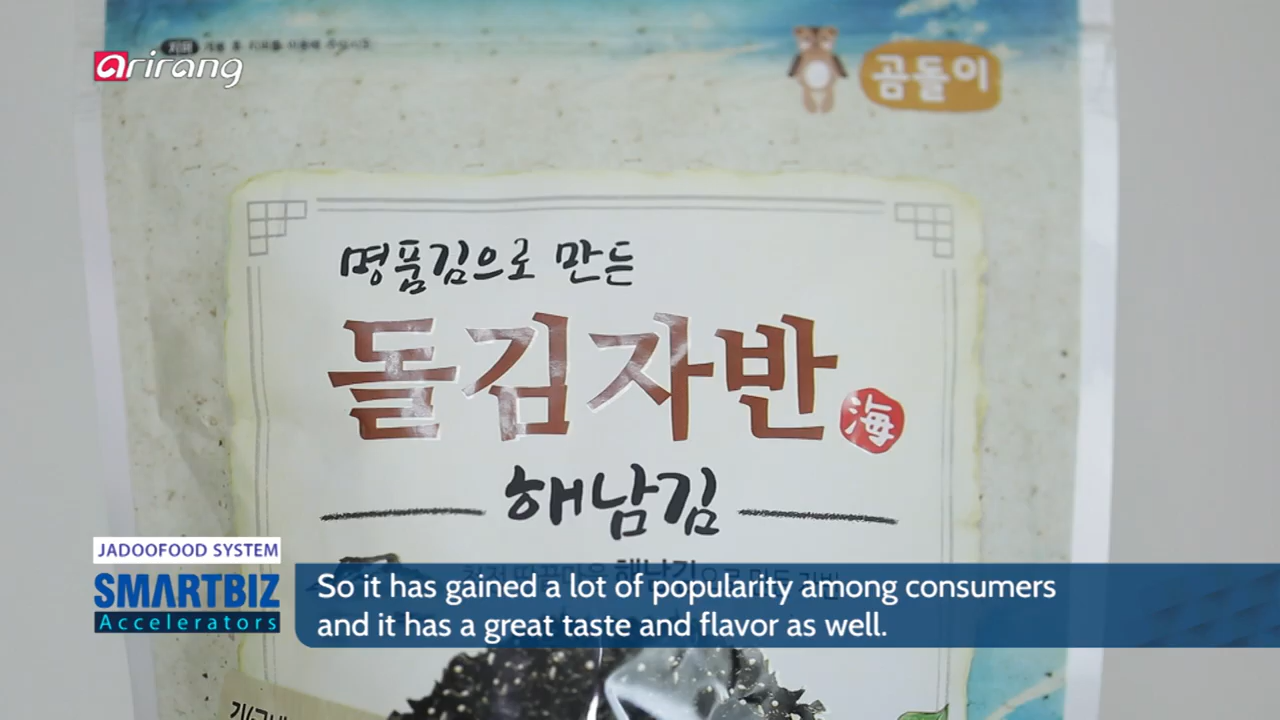 arirang
곰돌이
명품김으로 만든
돌김자반
海
해남김
JADOOFOOD SYSTEM
SMARTBIZ
Accelerators
So it has gained a lot of popularity among consumers
and it has a great taste and flavor as well.